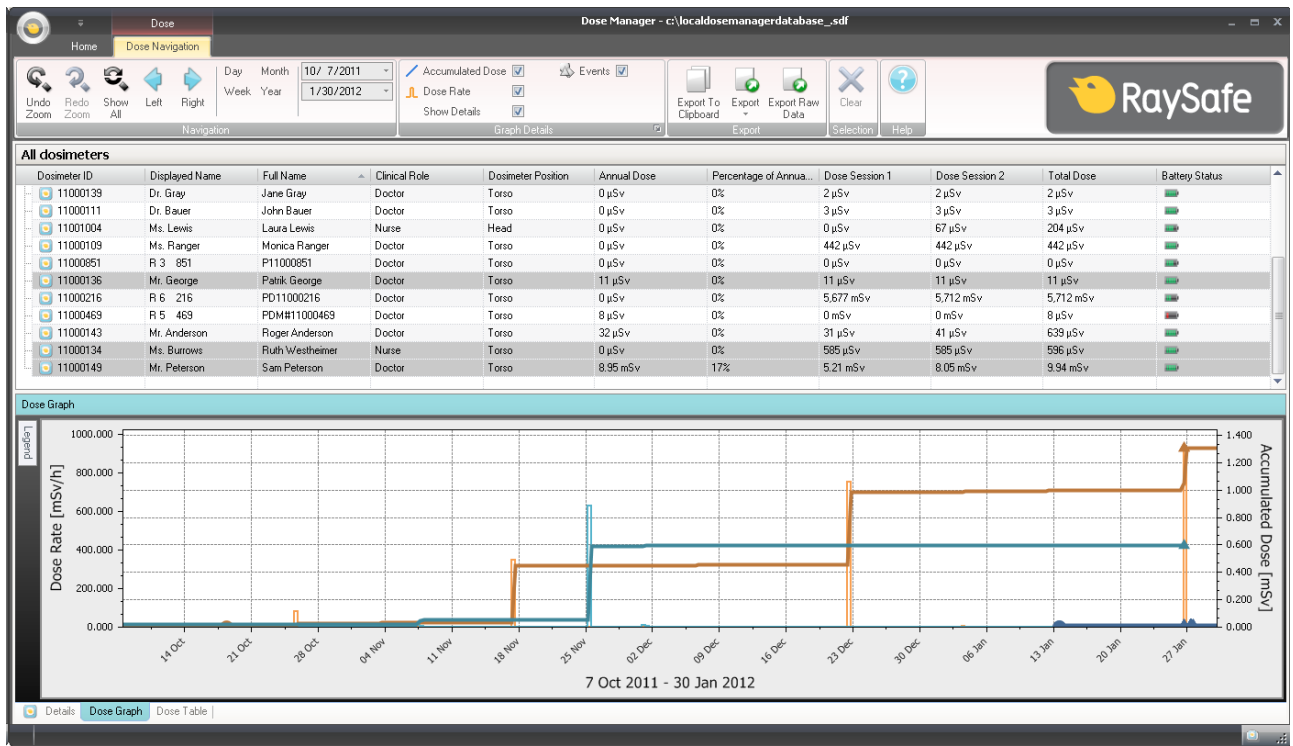 Dose
Dose Manager - c:\localdosemanagerdatabase_.sdf
Home
Dose Navigation
Undo Zoom
Redo Zoom
Show All
Left
Right
Day Month 10/ 7/2011
Week Year 1/30/2012
Navigation
Accumulated Dose
Events
Dose Rate
Show Details
Graph Details
Export To Clipboard
Export
Export Raw Data
Export
Clear
Selection
Help
RaySafe
All dosimeters
Dosimeter ID Displayed Name Full Name Clinical Role Dosimeter Position Annual Dose Percentage of Annua... Dose Session 1 Dose Session 2 Total Dose Battery Status
11000139 Dr. Gray Jane Gray Doctor Torso 0 µSv 0% 2 µSv 2 µSv 2 µSv
11000111 Dr. Bauer John Bauer Doctor Torso 0 µSv 0% 3 µSv 3 µSv 3 µSv
11001004 Ms. Lewis Laura Lewis Nurse Head 0 µSv 0% 0 µSv 67 µSv 204 µSv
11000109 Ms. Ranger Monica Ranger Doctor Torso 0 µSv 0% 442 µSv 442 µSv 442 µSv
11000851 R 3 851 P11000851 Doctor Torso 0 µSv 0% 0 µSv 0 µSv 0 µSv
11000136 Mr. George Patrik George Doctor Torso 11 µSv 0% 11 µSv 11 µSv 11 µSv
11000216 R 6 216 PD11000216 Doctor Torso 0 µSv 0% 5,677 mSv 5,712 mSv 5,712 mSv
11000469 R 5 469 PDM#11000469 Doctor Torso 8 µSv 0% 0 mSv 0 mSv 8 µSv
11000143 Mr. Anderson Roger Anderson Doctor Torso 32 µSv 0% 31 µSv 41 µSv 639 µSv
11000134 Ms. Burrows Ruth Westheimer Nurse Torso 0 µSv 0% 585 µSv 585 µSv 596 µSv
11000149 Mr. Peterson Sam Peterson Doctor Torso 8.95 mSv 17% 5.21 mSv 8.05 mSv 9.94 mSv
Dose Graph
Legend
Dose Rate [mSv/h]
1000.000
800.000
600.000
400.000
200.000
0.000
1.400
1.200
1.000
0.800
0.600
0.400
0.200
0.000
Accumulated Dose [mSv]
14 Oct 21 Oct 28 Oct 04 Nov 11 Nov 18 Nov 25 Nov 02 Dec 09 Dec 16 Dec 23 Dec 30 Dec 06 Jan 13 Jan 20 Jan 27 Jan
7 Oct 2011 - 30 Jan 2012
Details Dose Graph Dose Table